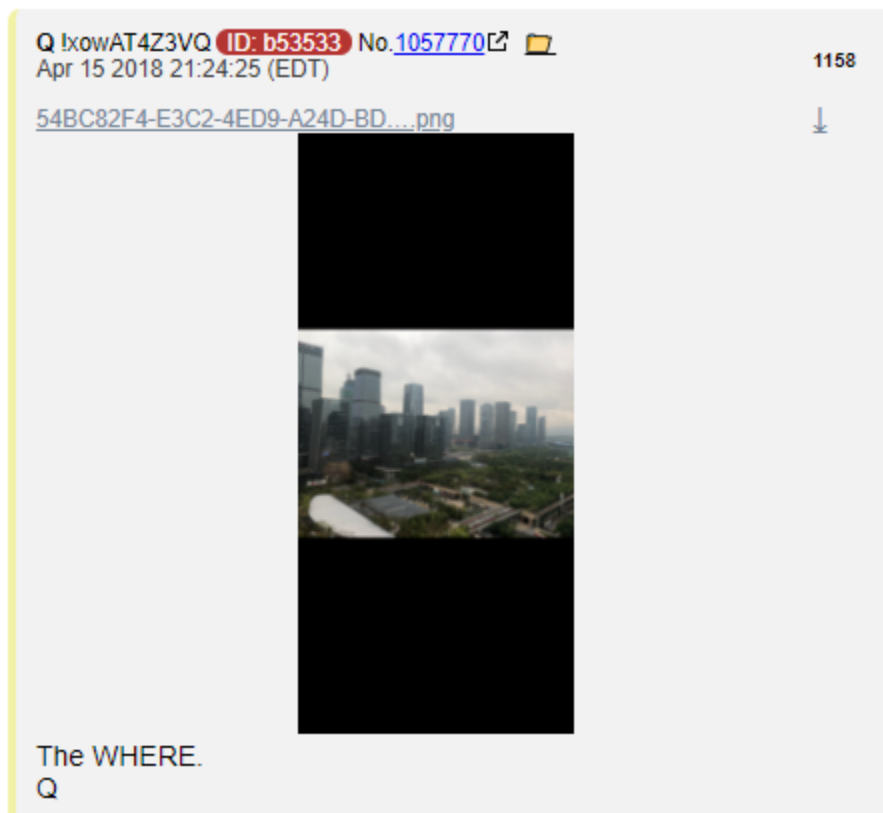 Q !xowAT4Z3VQ ID: b53533 No.1057770
Apr 15 2018 21:24:25 (EDT)
1158
54BC82F4-E3C2-4ED9-A24D-BD....png
The WHERE.
Q